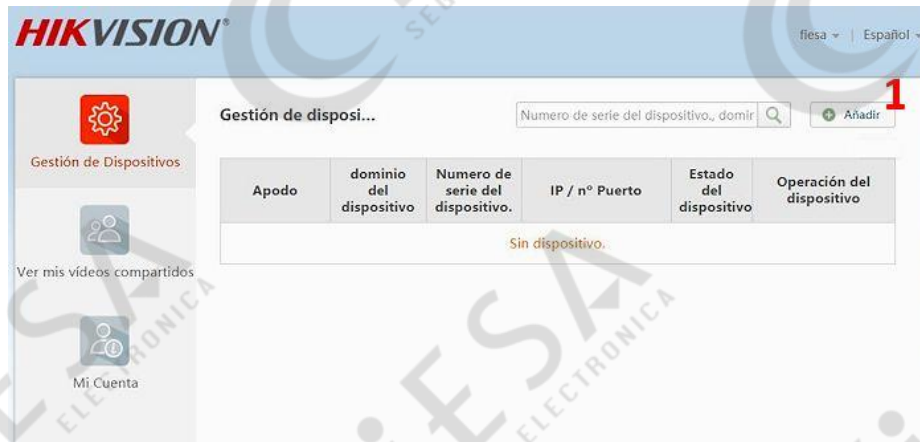 HIKVISION®
fiesa | Español
1
Gestión de disposi...
Numero de serie del dispositivo., domir
Añadir
Gestión de Dispositivos
Apodo
dominio
del
dispositivo
Numero de
serie del
dispositivo.
IP / nº Puerto
Estado
del
dispositivo
Operación del
dispositivo
Sin dispositivo.
Ver mis vídeos compartidos
Mi Cuenta
ELECTRONICA
ELECTRONICA